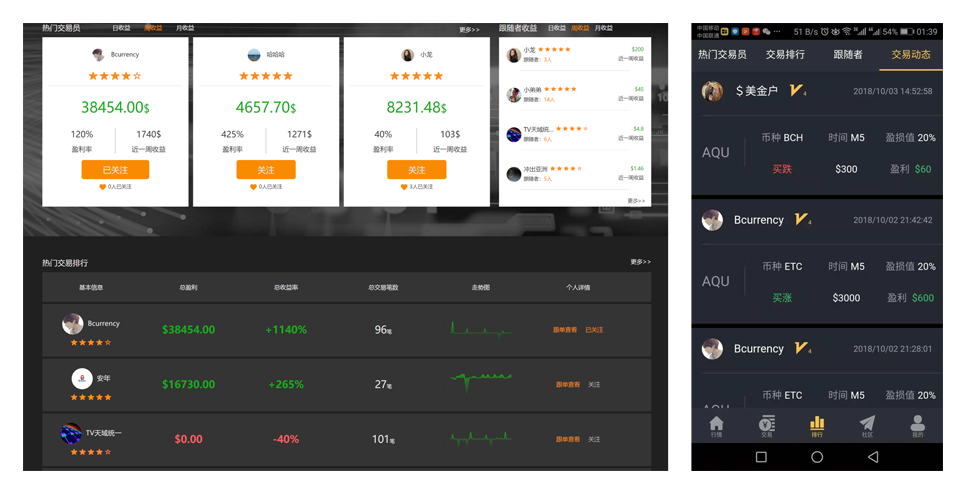 热门交易员 日收益 周收益 月收益 更多>>
Bcurrency
38454.00$
120% 1740$
盈利率 近一周收益
已关注
0人已关注
哈哈哈
4657.70$
425% 1271$
盈利率 近一周收益
关注
0人已关注
小龙
8231.48$
40% 103$
盈利率 近一周收益
关注
3人已关注
跟随者收益 日收益 周收益 月收益
小龙 $200
跟随者: 3人 近一周收益
小弟弟 $45
跟随者: 14人 近一周收益
TV天域统... $4.8
跟随者: 6人 近一周收益
冲出亚洲 $1.46
跟随者: 5人 近一周收益
更多>>
热门交易排行 更多>>
基本信息 总盈利 总收益率 总交易笔数 走势图 个人详情
Bcurrency $38454.00 +1140% 96笔 跟单查看 已关注
安年 $16730.00 +265% 27笔 跟单查看 关注
TV天域统一 $0.00 -40% 101笔 跟单查看 关注
中国移动
中国联通
51 B/s 54% 01:39
热门交易员 交易排行 跟随者 交易动态
$美金户 V4 2018/10/03 14:52:58
AQU
币种 BCH 时间 M5 盈损值 20%
买跌 $300 盈利 $60
Bcurrency V4 2018/10/02 21:42:42
AQU
币种 ETC 时间 M5 盈损值 20%
买涨 $3000 盈利 $600
Bcurrency V4 2018/10/02 21:28:01
币种 ETC 时间 M5 盈损值 20%
AQU
行情 交易 排行 社区 我的